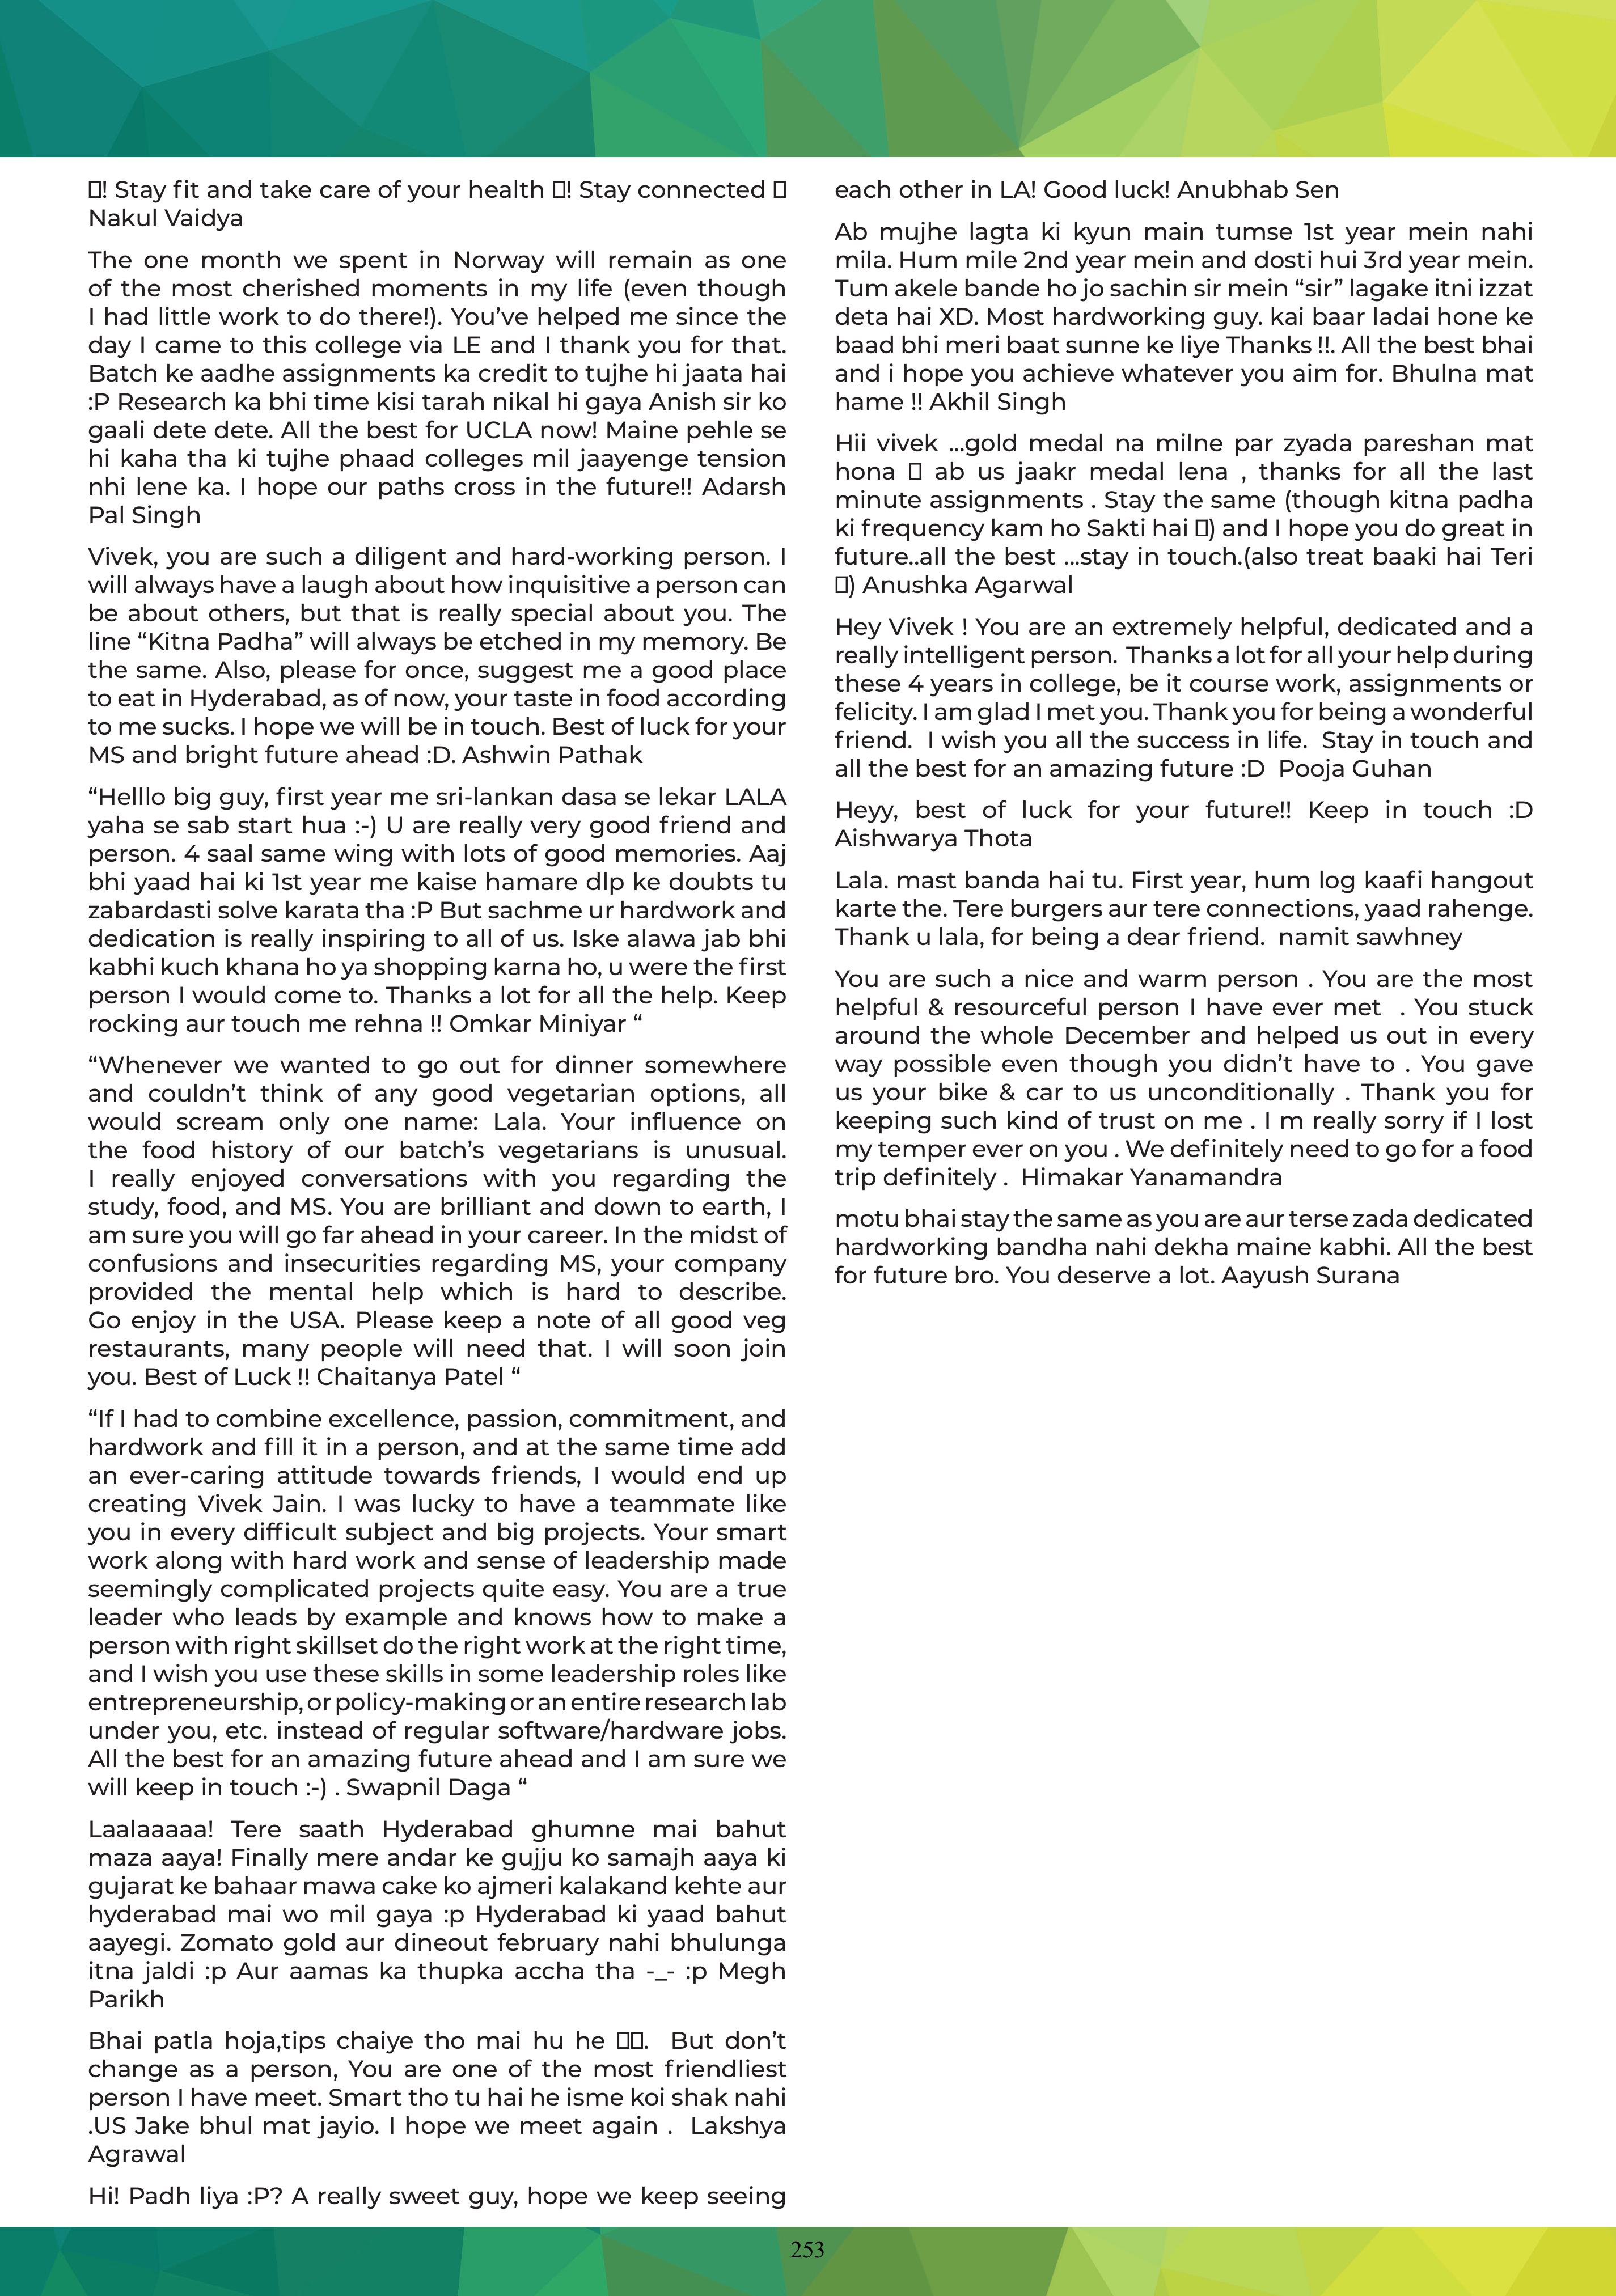 ▯! Stay fit and take care of your health ▯! Stay connected ▯
Nakul Vaidya
The one month we spent in Norway will remain as one
of the most cherished moments in my life (even though
I had little work to do there!). You’ve helped me since the
day I came to this college via LE and I thank you for that.
Batch ke aadhe assignments ka credit to tujhe hi jaata hai
:P Research ka bhi time kisi tarah nikal hi gaya Anish sir ko
gaali dete dete. All the best for UCLA now! Maine pehle se
hi kaha tha ki tujhe phaad colleges mil jaayenge tension
nhi lene ka. I hope our paths cross in the future!! Adarsh
Pal Singh
Vivek, you are such a diligent and hard-working person. I
will always have a laugh about how inquisitive a person can
be about others, but that is really special about you. The
line “Kitna Padha” will always be etched in my memory. Be
the same. Also, please for once, suggest me a good place
to eat in Hyderabad, as of now, your taste in food according
to me sucks. I hope we will be in touch. Best of luck for your
MS and bright future ahead :D. Ashwin Pathak
“Helllo big guy, first year me sri-lankan dasa se lekar LALA
yaha se sab start hua :-) U are really very good friend and
person. 4 saal same wing with lots of good memories. Aaj
bhi yaad hai ki 1st year me kaise hamare dlp ke doubts tu
zabardasti solve karata tha :P But sachme ur hardwork and
dedication is really inspiring to all of us. Iske alawa jab bhi
kabhi kuch khana ho ya shopping karna ho, u were the first
person I would come to. Thanks a lot for all the help. Keep
rocking aur touch me rehna !! Omkar Miniyar “
“Whenever we wanted to go out for dinner somewhere
and couldn’t think of any good vegetarian options, all
would scream only one name: Lala. Your influence on
the food history of our batch’s vegetarians is unusual.
I really enjoyed conversations with you regarding the
study, food, and MS. You are brilliant and down to earth, I
am sure you will go far ahead in your career. In the midst of
confusions and insecurities regarding MS, your company
provided the mental help which is hard to describe.
Go enjoy in the USA. Please keep a note of all good veg
restaurants, many people will need that. I will soon join
you. Best of Luck !! Chaitanya Patel “
“If I had to combine excellence, passion, commitment, and
hardwork and fill it in a person, and at the same time add
an ever-caring attitude towards friends, I would end up
creating Vivek Jain. I was lucky to have a teammate like
you in every difficult subject and big projects. Your smart
work along with hard work and sense of leadership made
seemingly complicated projects quite easy. You are a true
leader who leads by example and knows how to make a
person with right skillset do the right work at the right time,
and I wish you use these skills in some leadership roles like
entrepreneurship, or policy-making or an entire research lab
under you, etc. instead of regular software/hardware jobs.
All the best for an amazing future ahead and I am sure we
will keep in touch :-) . Swapnil Daga “
Laalaaaaa! Tere saath Hyderabad ghumne mai bahut
maza aaya! Finally mere andar ke gujju ko samajh aaya ki
gujarat ke bahaar mawa cake ko ajmeri kalakand kehte aur
hyderabad mai wo mil gaya :p Hyderabad ki yaad bahut
aayegi. Zomato gold aur dineout february nahi bhulunga
itna jaldi :p Aur aamas ka thupka accha tha -_- :p Megh
Parikh
Bhai patla hoja,tips chaiye tho mai hu he ▯▯. But don’t
change as a person, You are one of the most friendliest
person I have meet. Smart tho tu hai he isme koi shak nahi
.US Jake bhul mat jayio. I hope we meet again . Lakshya
Agrawal
Hi! Padh liya :P? A really sweet guy, hope we keep seeing
each other in LA! Good luck! Anubhab Sen
Ab mujhe lagta ki kyun main tumse 1st year mein nahi
mila. Hum mile 2nd year mein and dosti hui 3rd year mein.
Tum akele bande ho jo sachin sir mein “sir” lagake itni izzat
deta hai XD. Most hardworking guy. kai baar ladai hone ke
baad bhi meri baat sunne ke liye Thanks !!. All the best bhai
and i hope you achieve whatever you aim for. Bhulna mat
hame !! Akhil Singh
Hii vivek ...gold medal na milne par zyada pareshan mat
hona ▯ ab us jaakr medal lena , thanks for all the last
minute assignments . Stay the same (though kitna padha
ki frequency kam ho Sakti hai ▯) and I hope you do great in
future..all the best ...stay in touch.(also treat baaki hai Teri
▯) Anushka Agarwal
Hey Vivek ! You are an extremely helpful, dedicated and a
really intelligent person. Thanks a lot for all your help during
these 4 years in college, be it course work, assignments or
felicity. I am glad I met you. Thank you for being a wonderful
friend. I wish you all the success in life. Stay in touch and
all the best for an amazing future :D Pooja Guhan
Heyy, best of luck for your future!! Keep in touch :D
Aishwarya Thota
Lala. mast banda hai tu. First year, hum log kaafi hangout
karte the. Tere burgers aur tere connections, yaad rahenge.
Thank u lala, for being a dear friend. namit sawhney
You are such a nice and warm person . You are the most
helpful & resourceful person I have ever met . You stuck
around the whole December and helped us out in every
way possible even though you didn’t have to . You gave
us your bike & car to us unconditionally . Thank you for
keeping such kind of trust on me . I m really sorry if I lost
my temper ever on you . We definitely need to go for a food
trip definitely . Himakar Yanamandra
motu bhai stay the same as you are aur terse zada dedicated
hardworking bandha nahi dekha maine kabhi. All the best
for future bro. You deserve a lot. Aayush Surana
253